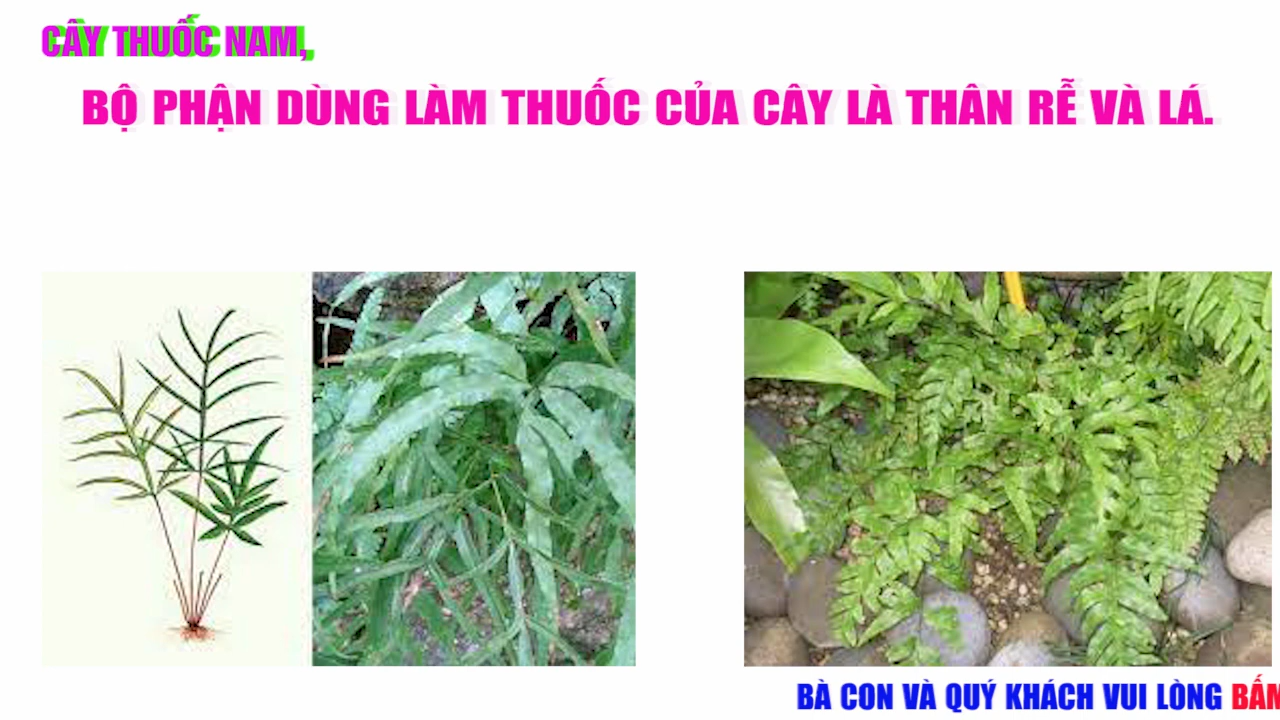 CÂY THUỐC NAM,
BỘ PHẬN DÙNG LÀM THUỐC CỦA CÂY LÀ THÂN RỄ VÀ LÁ.
BÀ CON VÀ QUÝ KHÁCH VUI LÒNG BẤM